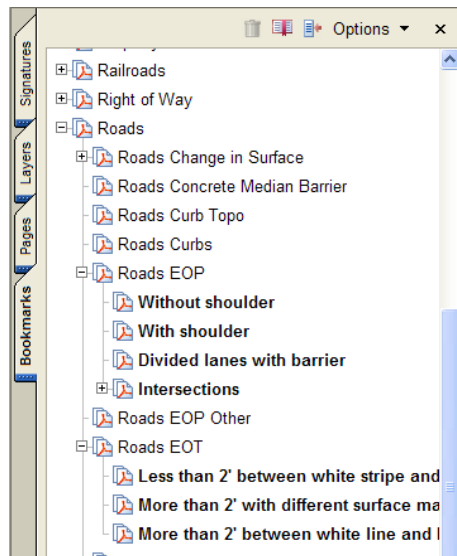 Options
Signatures
Layers
Pages
Bookmarks
Railroads
Right of Way
Roads
Roads Change in Surface
Roads Concrete Median Barrier
Roads Curb Topo
Roads Curbs
Roads EOP
Without shoulder
With shoulder
Divided lanes with barrier
Intersections
Roads EOP Other
Roads EOT
Less than 2' between white stripe and
More than 2' with different surface ma
More than 2' between white line and